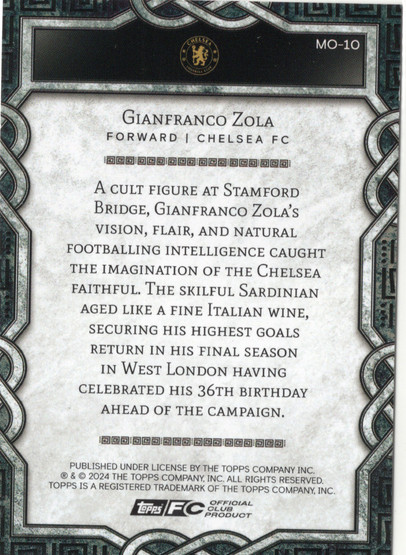 MO-10
CHELSEA
Gianfranco Zola
FORWARD | CHELSEA FC
A cult figure at Stamford
Bridge, Gianfranco Zola's
vision, flair, and natural
footballing intelligence caught
the imagination of the Chelsea
faithful. The skilful Sardinian
aged like a fine Italian wine,
securing his highest goals
return in his final season
in West London having
celebrated his 36th birthday
ahead of the campaign.
PUBLISHED UNDER LICENSE BY THE TOPPS COMPANY INC.
® & © 2024 THE TOPPS COMPANY, INC. ALL RIGHTS RESERVED.
TOPPS IS A REGISTERED TRADEMARK OF THE TOPPS COMPANY, INC.
Topps FC OFFICIAL
CLUB
PRODUCT